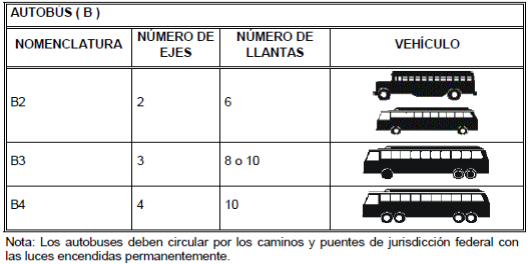 AUTOBÚS ( B )
NOMENCLATURA NÚMERO DE EJES NÚMERO DE LLANTAS VEHÍCULO
B2 2 6
B3 3 8 o 10
B4 4 10
Nota: Los autobuses deben circular por los caminos y puentes de jurisdicción federal con
las luces encendidas permanentemente.